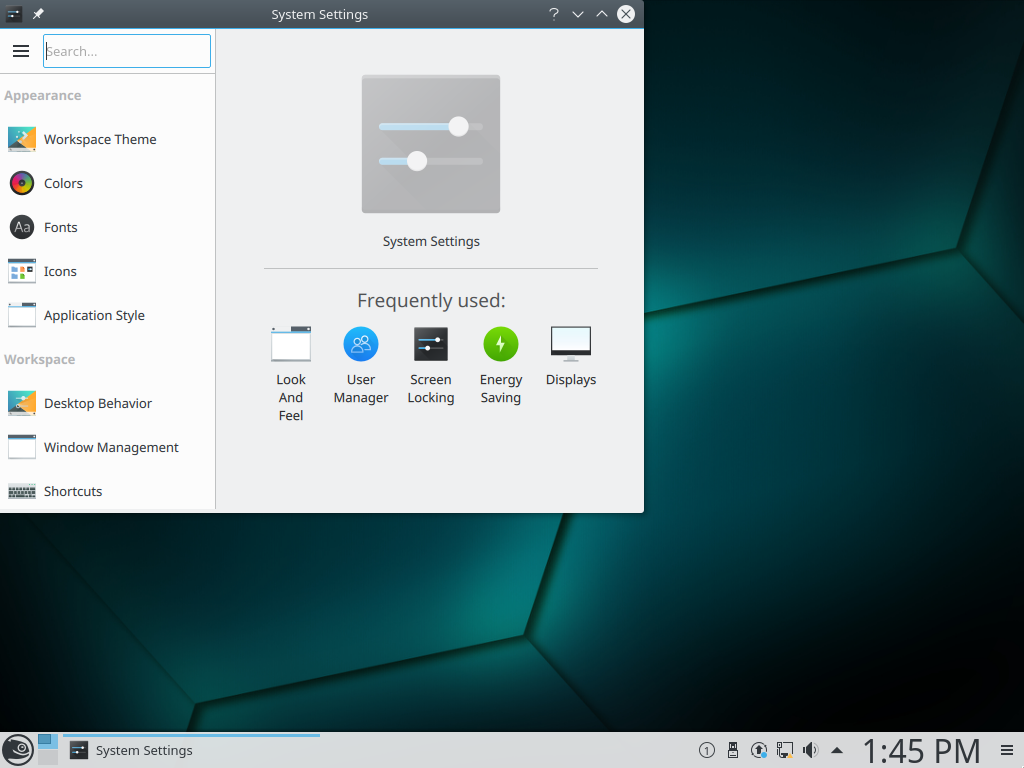 System Settings
Search...
Appearance
Workspace Theme
Colors
Aa
Fonts
Icons
Application Style
Workspace
Desktop Behavior
Window Management
Shortcuts
System Settings
Frequently used:
Look
And
Feel
User
Manager
Screen
Locking
Energy
Saving
Displays
System Settings
1
1:45 PM